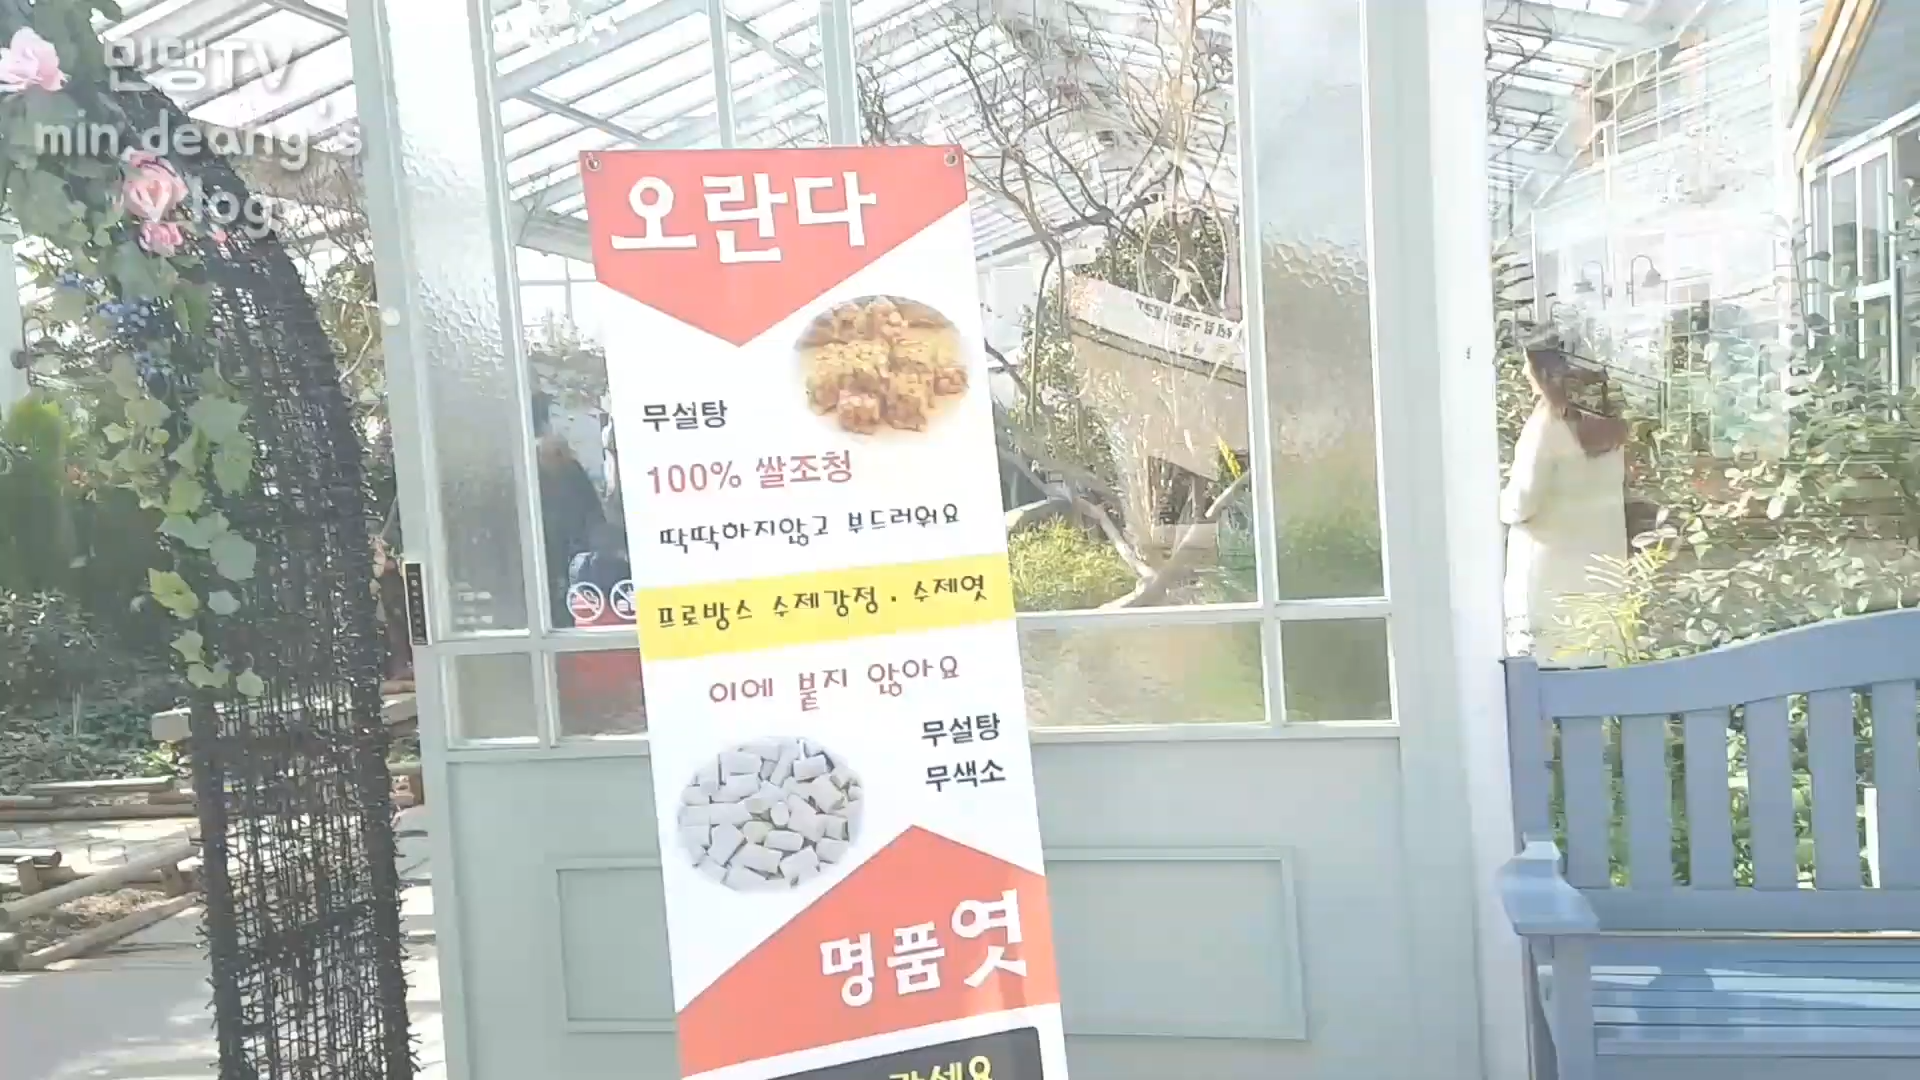 민댕TV
min.deang's
Vlog
오란다
무설탕
100% 쌀조청
딱딱하지않고 부드러워요
프로방스 수제강정 . 수제엿
이에 붙지 않아요
무설탕
무색소
명품엿